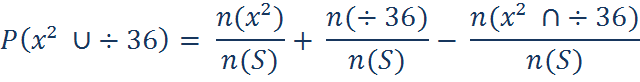 P(x² ∪ ÷ 36) = n(x²)/n(S) + n(÷ 36)/n(S) − n(x² ∩ ÷ 36)/n(S)